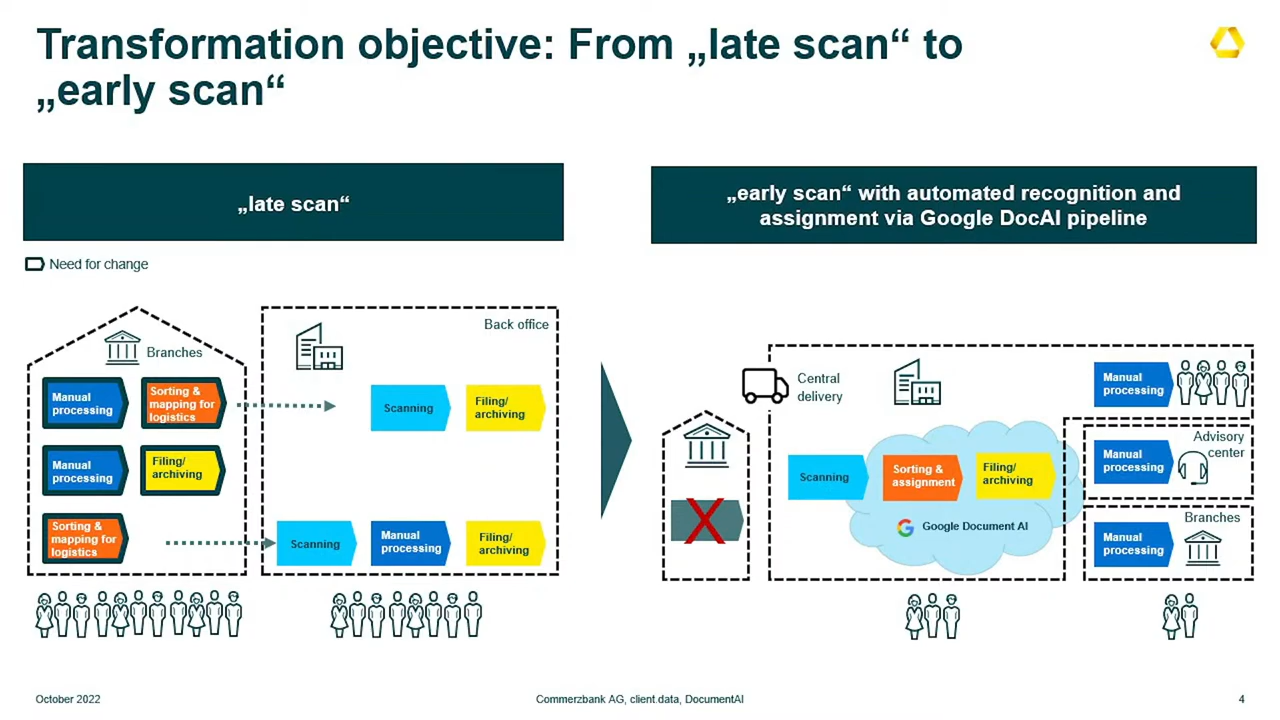 Transformation objective: From „late scan“ to
„early scan“
„late scan“
Need for change
Branches
Manual
processing
Sorting &
mapping for
logistics
Manual
processing
Filing/
archiving
Sorting &
mapping for
logistics
Back office
Scanning
Filing/
archiving
Scanning
Manual
processing
Filing/
archiving
„early scan“ with automated recognition and
assignment via Google DocAI pipeline
Central
delivery
X
Scanning
Sorting &
assignment
Filing/
archiving
Google Document AI
Manual
processing
Advisory
center
Manual
processing
Branches
Manual
processing
October 2022
Commerzbank AG, client.data, DocumentAI
4